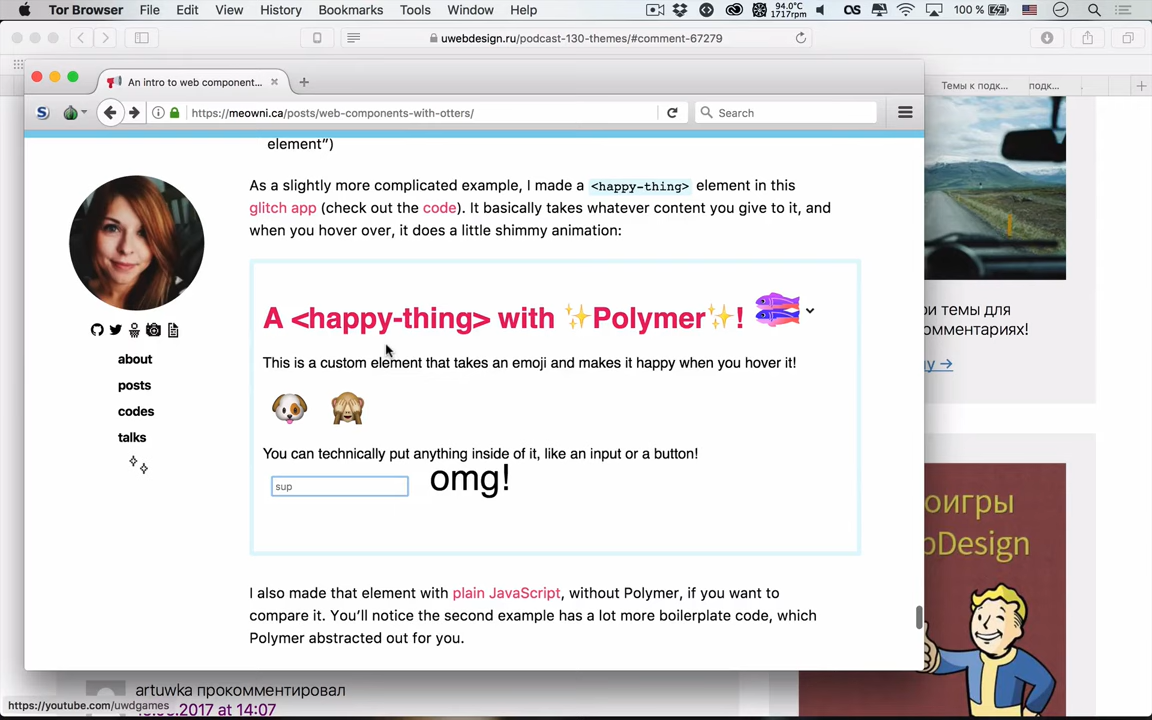 Tor Browser File Edit View History Bookmarks Tools Window Help 94.0°C 1717rpm 100 %
uwebdesign.ru/podcast-130-themes/#comment-67279
An intro to web component...
Темы к подк... подк...
https://meowni.ca/posts/web-components-with-otters/
Search
element”)
As a slightly more complicated example, I made a <happy-thing> element in this
glitch app (check out the code). It basically takes whatever content you give to it, and
when you hover over, it does a little shimmy animation:
A <happy-thing> with ✨Polymer✨!
This is a custom element that takes an emoji and makes it happy when you hover it!
You can technically put anything inside of it, like an input or a button!
sup
omg!
about
posts
codes
talks
I also made that element with plain JavaScript, without Polymer, if you want to
compare it. You’ll notice the second example has a lot more boilerplate code, which
Polymer abstracted out for you.
ри темы для
комментариях!
artuwka прокомментировал
at 14:07
https://youtube.com/uwdgames